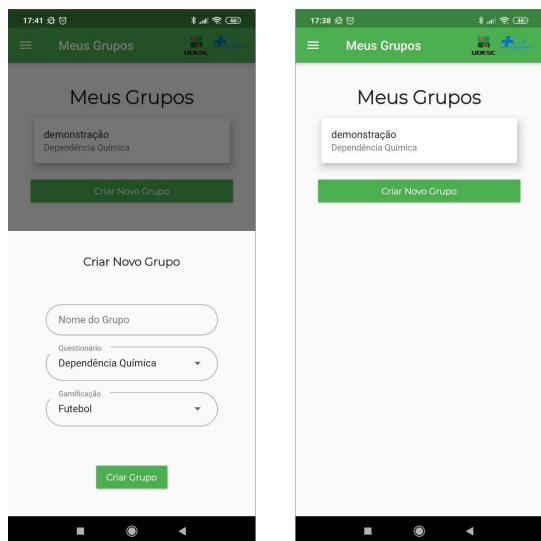 17:41
46
Meus Grupos
UDESC
Meus Grupos
demonstração
Dependência Química
Criar Novo Grupo
Criar Novo Grupo
Nome do Grupo
Questionário
Dependência Química
Gamificação
Futebol
Criar Grupo
17:38
Meus Grupos
UDESC
Meus Grupos
demonstração
Dependência Química
Criar Novo Grupo